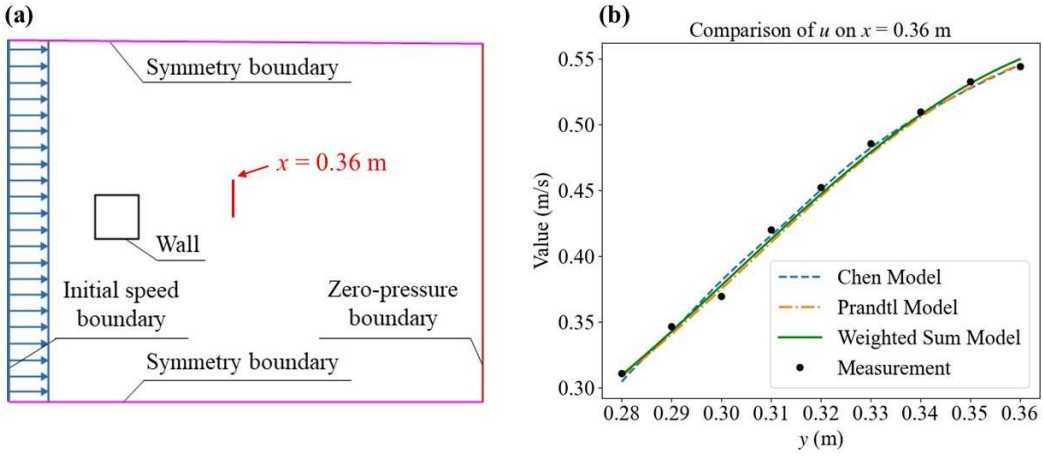 (a)
Symmetry boundary
x = 0.36 m
Wall
Initial speed
boundary
Zero-pressure
boundary
Symmetry boundary
(b)
Comparison of u on x = 0.36 m
Value (m/s)
0.55
0.50
0.45
0.40
0.35
0.30
Chen Model
Prandtl Model
Weighted Sum Model
Measurement
0.28 0.29 0.30 0.31 0.32 0.33 0.34 0.35 0.36
y (m)